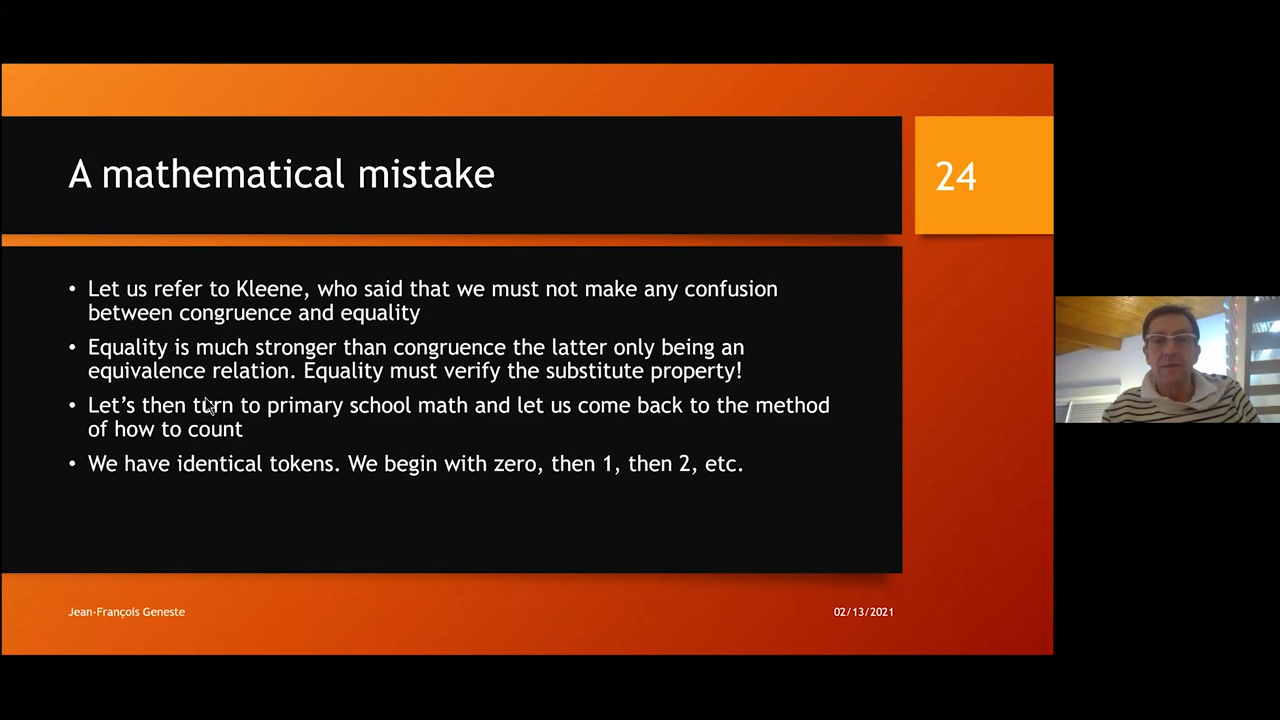 A mathematical mistake
24
• Let us refer to Kleene, who said that we must not make any confusion
between congruence and equality
• Equality is much stronger than congruence the latter only being an
equivalence relation. Equality must verify the substitute property!
• Let’s then turn to primary school math and let us come back to the method
of how to count
• We have identical tokens. We begin with zero, then 1, then 2, etc.
Jean-François Geneste
02/13/2021